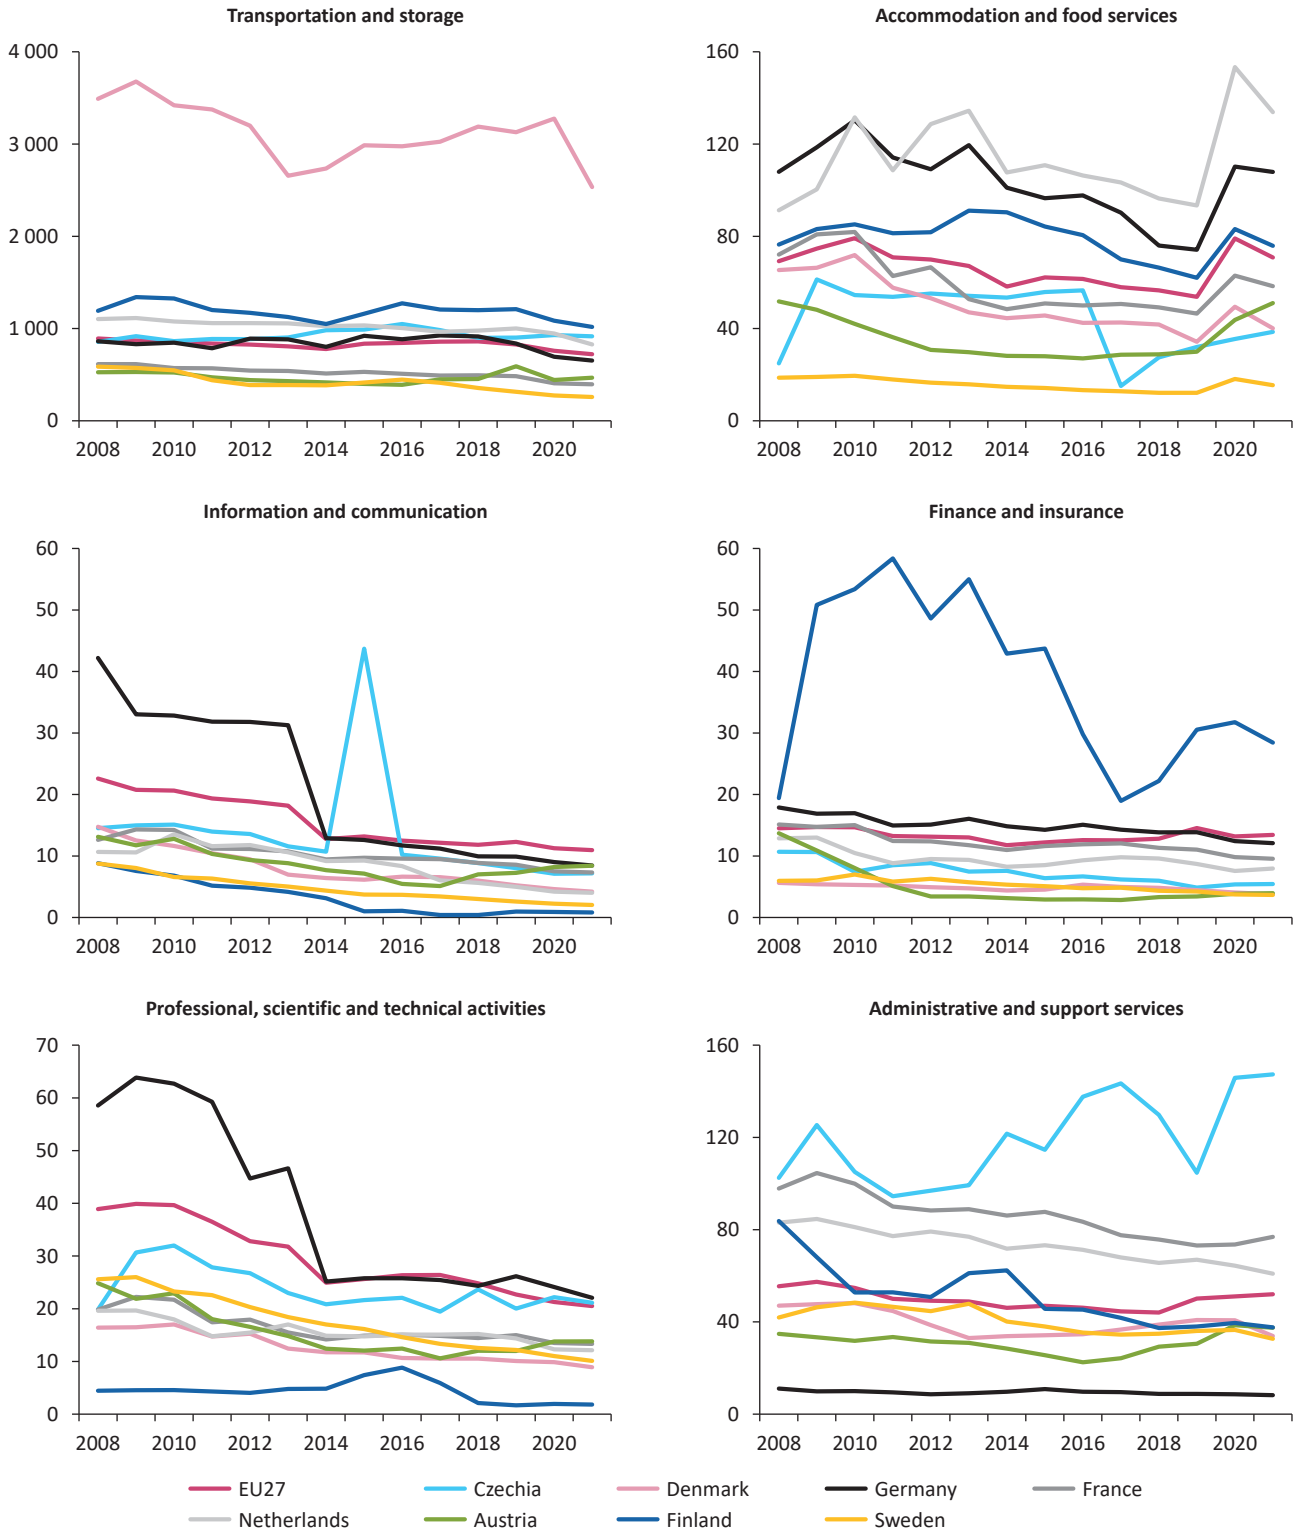 Transportation and storage
4 000
3 000
2 000
1 000
0
2008 2010 2012 2014 2016 2018 2020
Accommodation and food services
160
120
80
40
0
2008 2010 2012 2014 2016 2018 2020
Information and communication
60
50
40
30
20
10
0
2008 2010 2012 2014 2016 2018 2020
Finance and insurance
60
50
40
30
20
10
0
2008 2010 2012 2014 2016 2018 2020
Professional, scientific and technical activities
70
60
50
40
30
20
10
0
2008 2010 2012 2014 2016 2018 2020
Administrative and support services
160
120
80
40
0
2008 2010 2012 2014 2016 2018 2020
EU27 Czechia Denmark Germany France
Netherlands Austria Finland Sweden